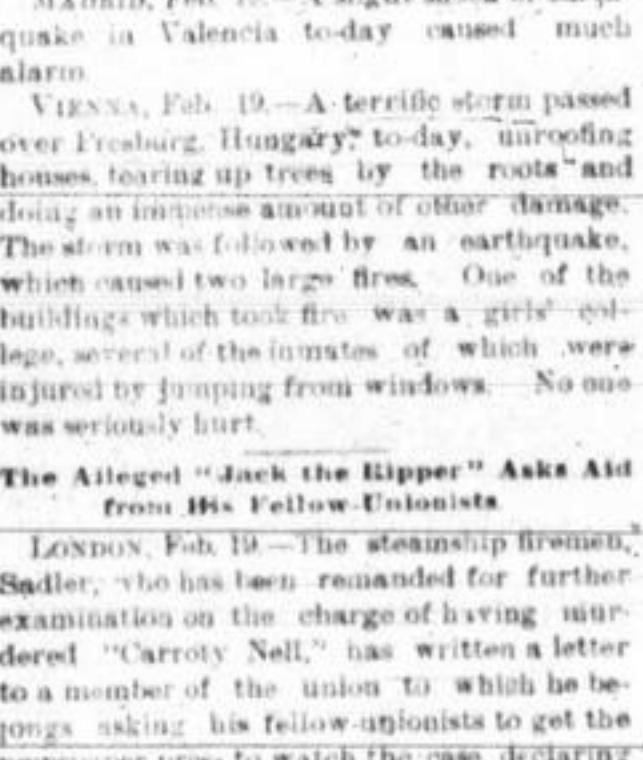 quake in Valencia to-day caused much
alarm
VIENNA, Feb. 19.—A terrific storm passed
over Presburg, Hungary, to-day, unroofing
houses, tearing up trees by the roots and
doing an immense amount of other damage.
The storm was followed by an earthquake,
which caused two large fires. One of the
buildings which took fire was a girls' col-
lege, several of the inmates of which were
injured by jumping from windows. No one
was seriously hurt.
The Alleged "Jack the Ripper" Asks Aid
from His Fellow-Unionists
LONDON, Feb. 19.—The steamship firemen,
Sadler, who has been remanded for further
examination on the charge of having mur-
dered "Carroty Nell," has written a letter
to a member of the union to which he be-
longs asking his fellow-unionists to get the
to watch the case declaring